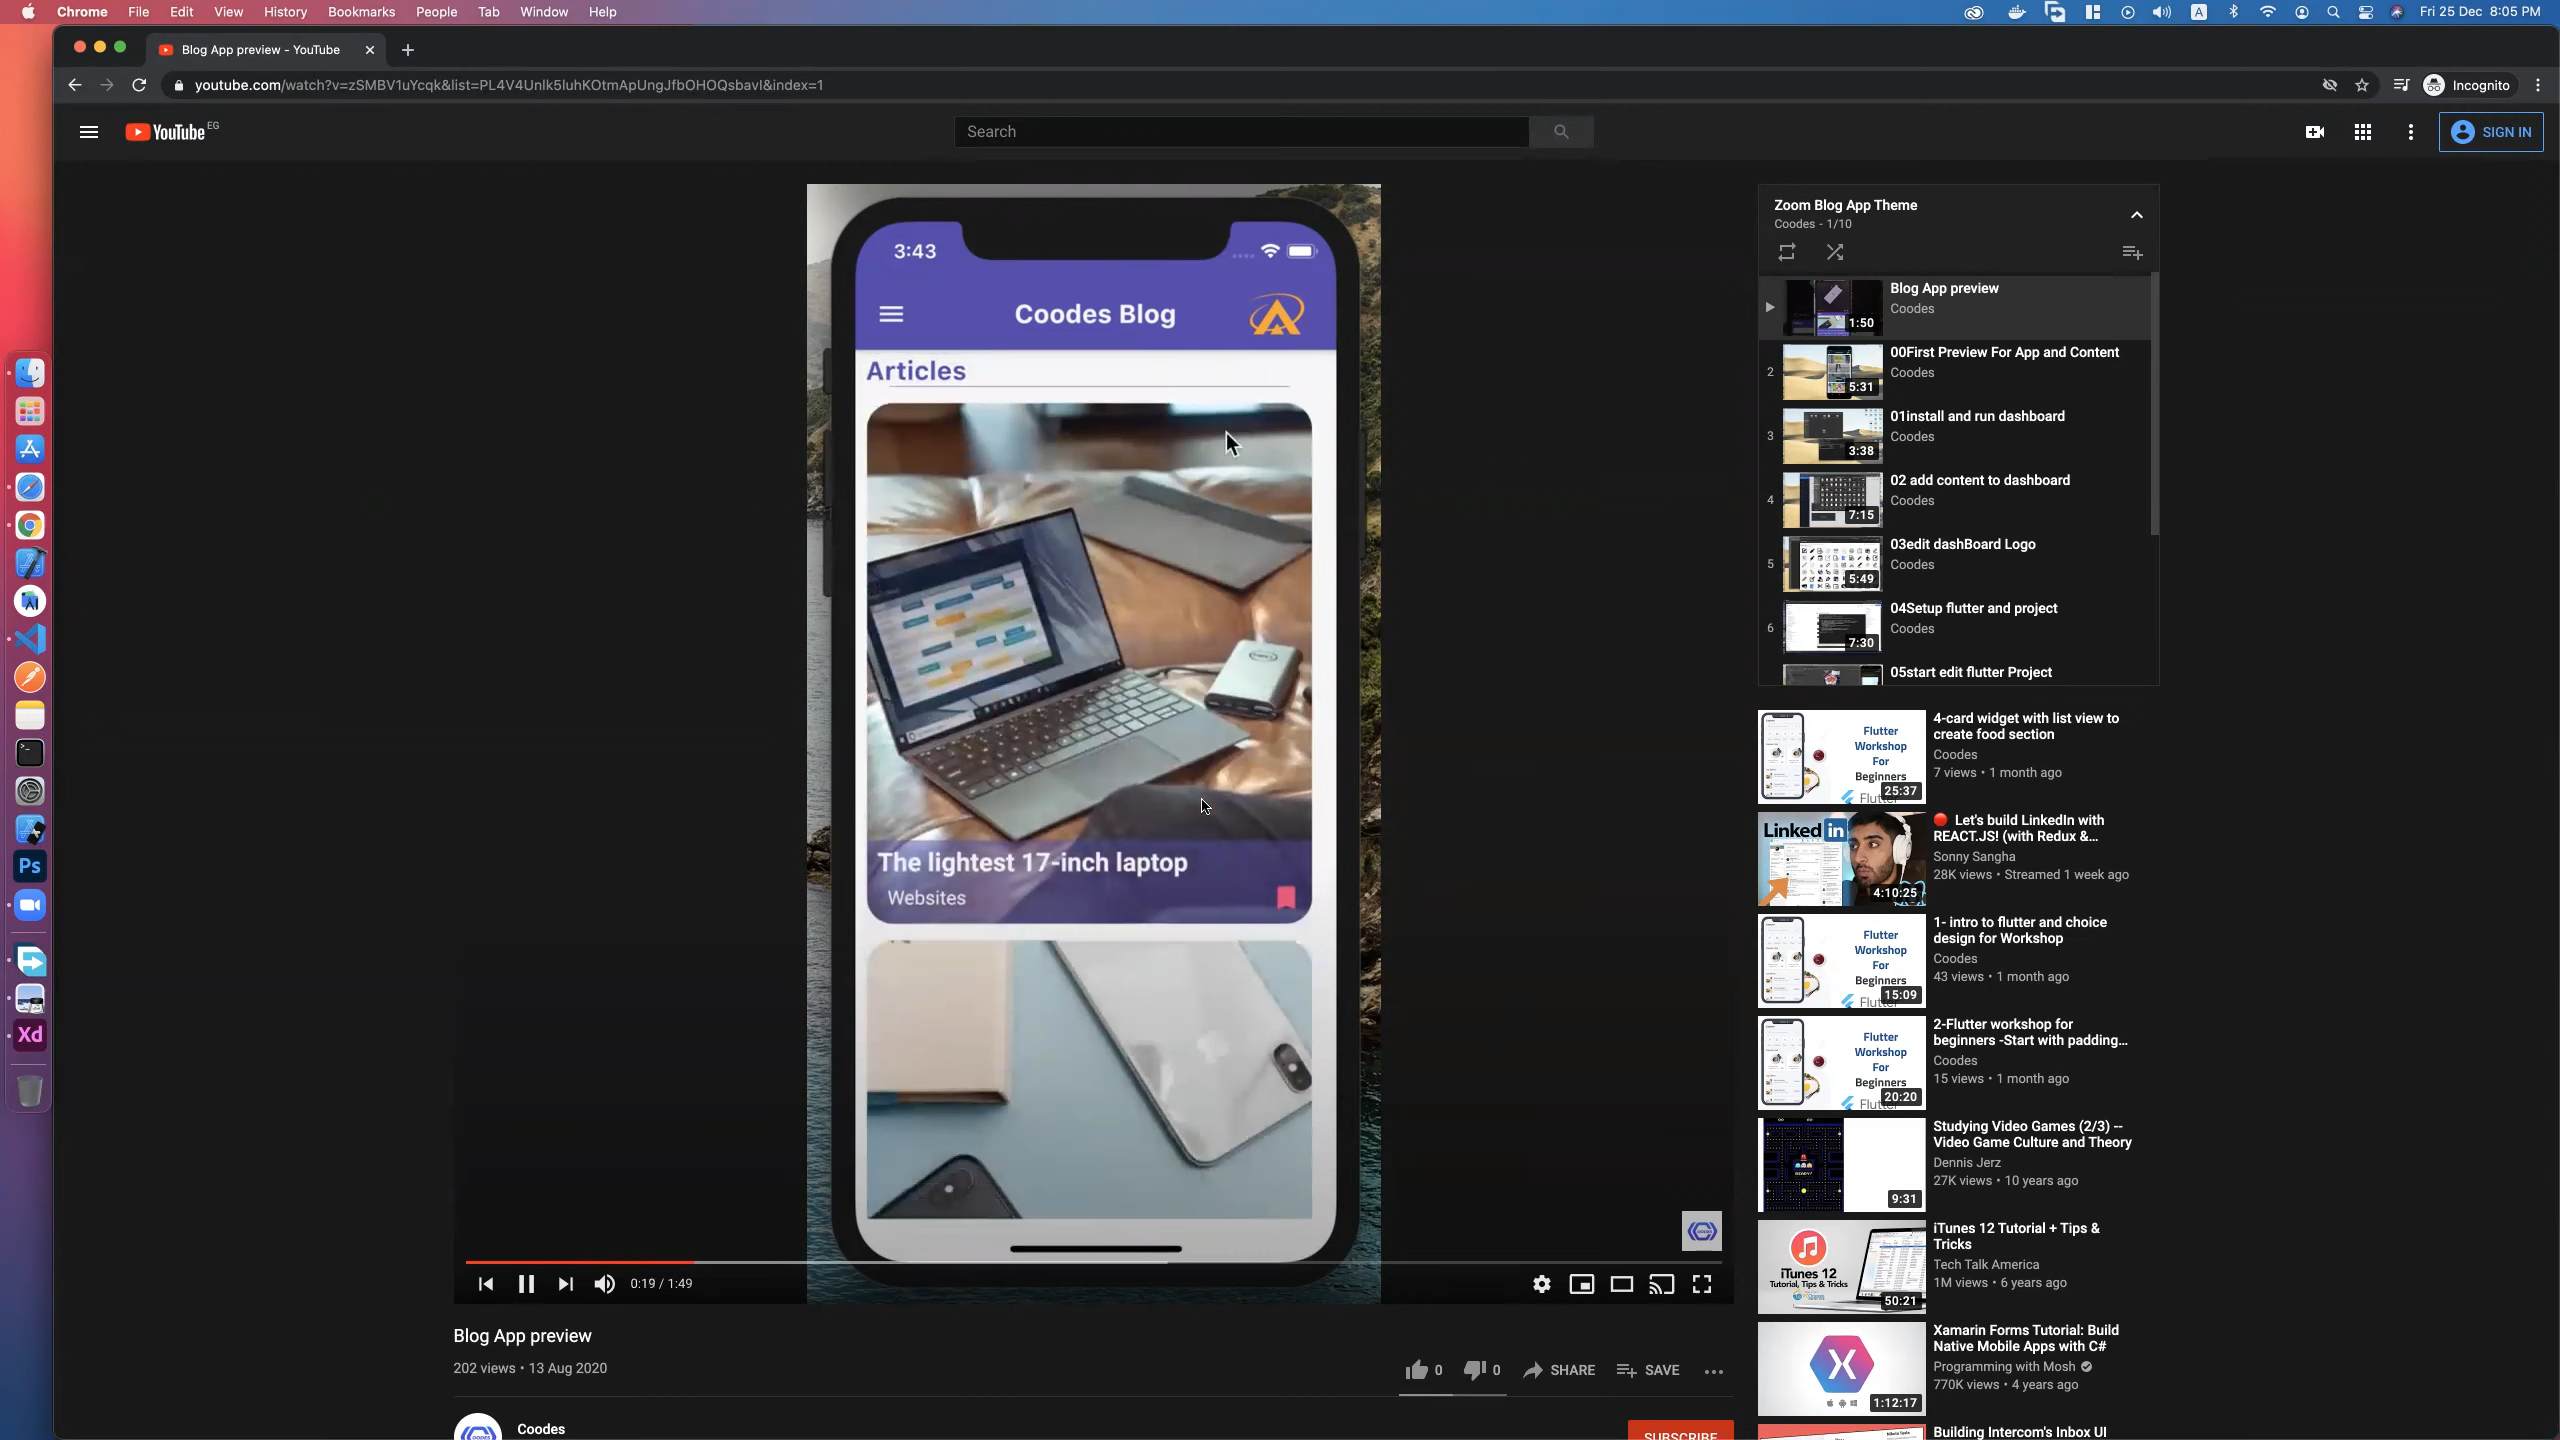 Chrome File Edit View History Bookmarks People Tab Window Help
A Fri 25 Dec 8:05 PM
Blog App preview - YouTube
youtube.com/watch?v=zSMBV1uYcqk&list=PL4V4Unlk5luhKOtmApUngJfbOHOQsbavl&index=1
Incognito
YouTube EG
Search
SIGN IN
3:43
Coodes Blog
Articles
The lightest 17-inch laptop
Websites
0:19 / 1:49
Blog App preview
202 views • 13 Aug 2020
0 0 SHARE SAVE
Coodes
SUBSCRIBE
Zoom Blog App Theme
Coodes - 1/10
Blog App preview
Coodes
1:50
2
00First Preview For App and Content
Coodes
5:31
3
01install and run dashboard
Coodes
3:38
4
02 add content to dashboard
Coodes
7:15
5
03edit dashBoard Logo
Coodes
5:49
6
04Setup flutter and project
Coodes
7:30
05start edit flutter Project
Flutter
Workshop
For
Beginners
Flutter
25:37
4-card widget with list view to
create food section
Coodes
7 views • 1 month ago
Linked in
4:10:25
Let's build LinkedIn with
REACT.JS! (with Redux &...
Sonny Sangha
28K views • Streamed 1 week ago
Flutter
Workshop
For
Beginners
Flutter
15:09
1- intro to flutter and choice
design for Workshop
Coodes
43 views • 1 month ago
Flutter
Workshop
For
Beginners
Flutter
20:20
2-Flutter workshop for
beginners -Start with padding...
Coodes
15 views • 1 month ago
READY!
9:31
Studying Video Games (2/3) --
Video Game Culture and Theory
Dennis Jerz
27K views • 10 years ago
iTunes 12
Tutorial, Tips & Tricks
50:21
iTunes 12 Tutorial + Tips &
Tricks
Tech Talk America
1M views • 6 years ago
X
1:12:17
Xamarin Forms Tutorial: Build
Native Mobile Apps with C#
Programming with Mosh
770K views • 4 years ago
Building Intercom's Inbox UI
Ps
Xd